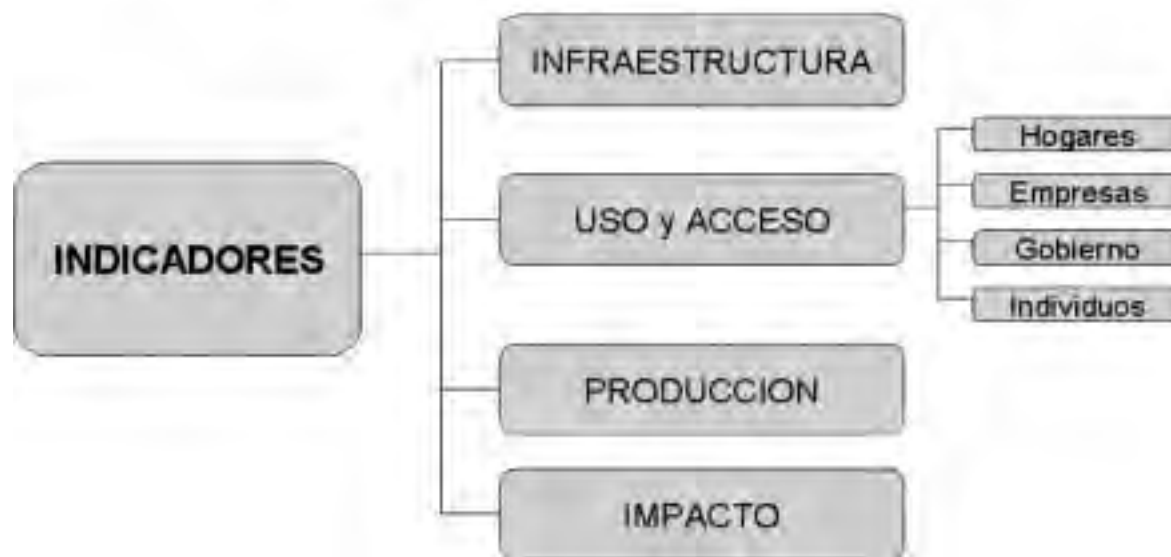 INFRAESTRUCTURA
Hogares
Empresas
USO y ACCESO
INDICADORES
Gobierno
Individuos
PRODUCCION
IMPACTO